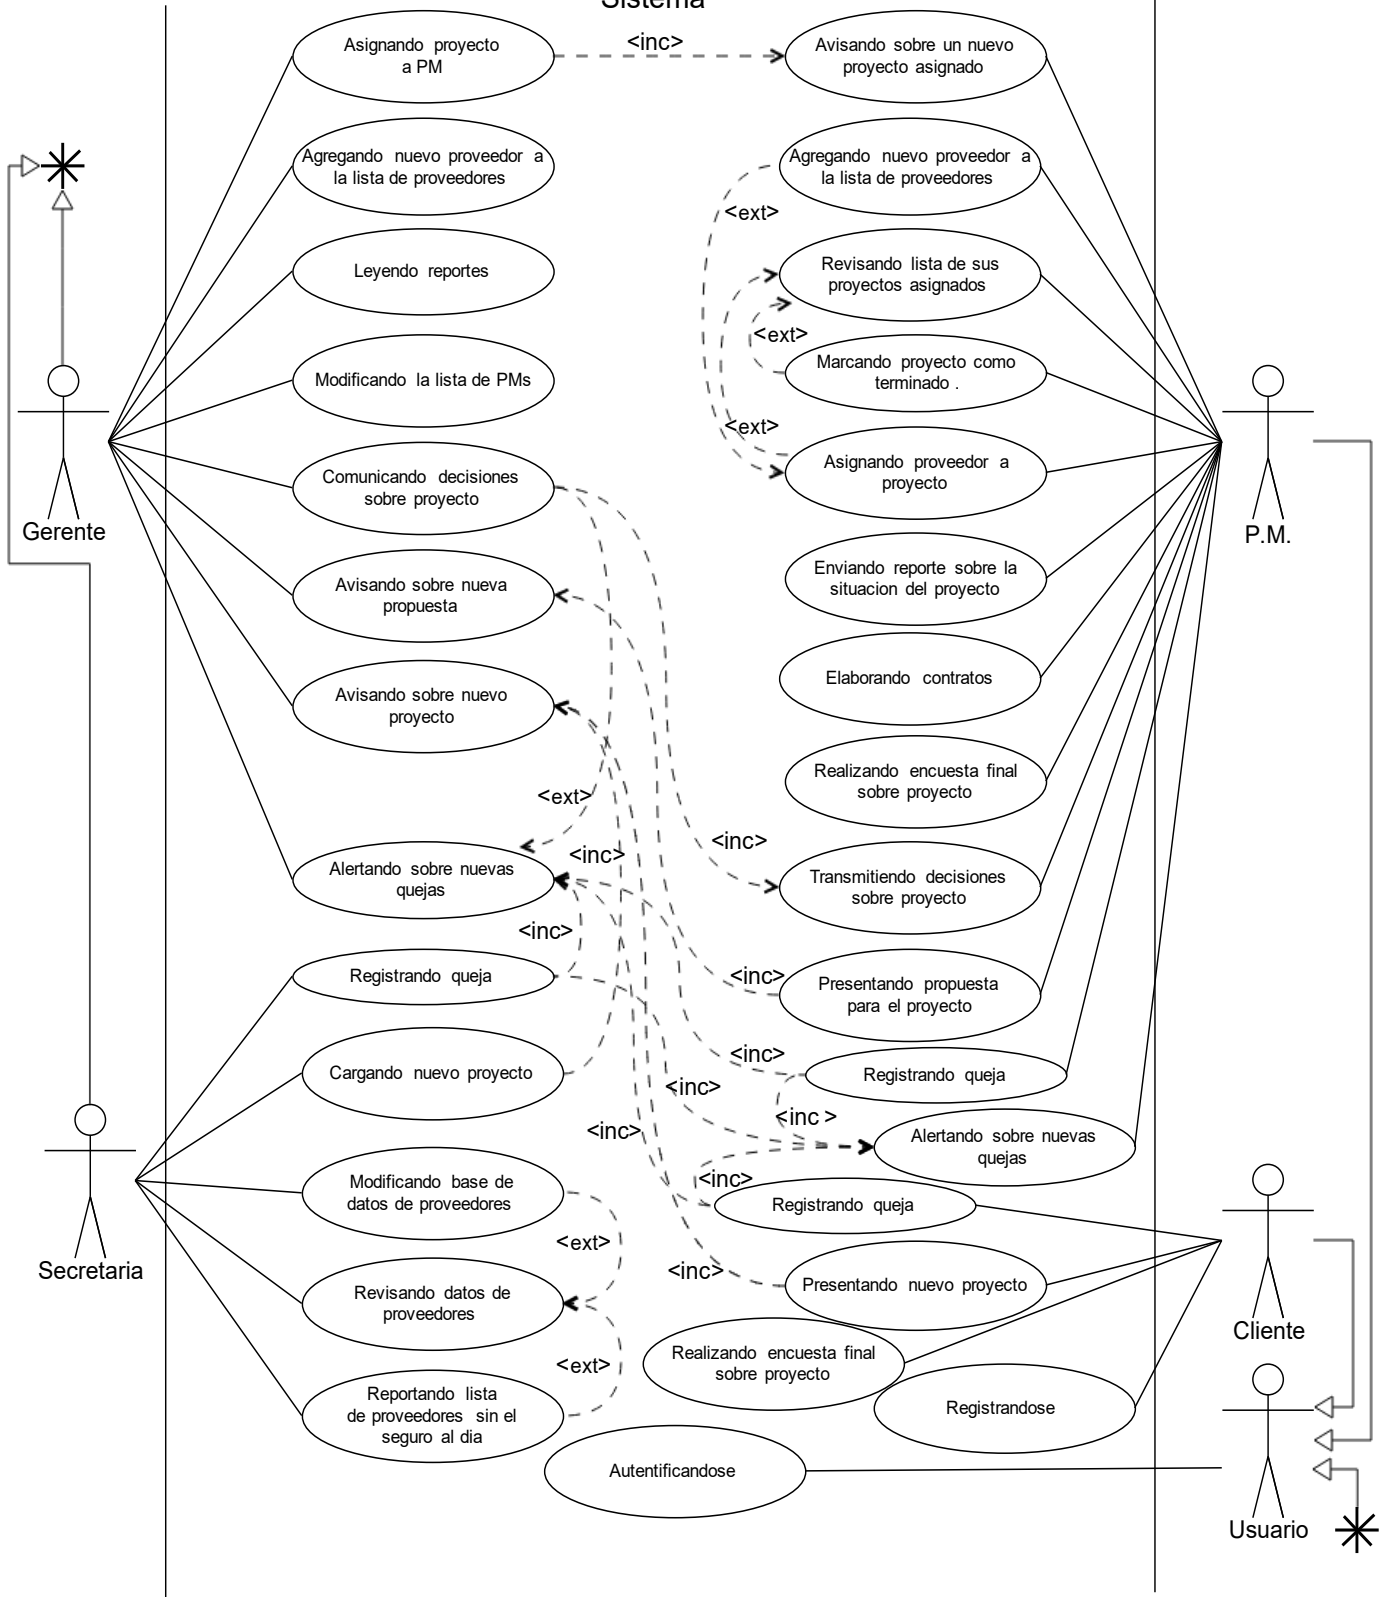 Sistema
Asignando proyecto
a PM
<inc>
Avisando sobre un nuevo
proyecto asignado
Agregando nuevo proveedor a
la lista de proveedores
Agregando nuevo proveedor a
la lista de proveedores
<ext>
Leyendo reportes
Revisando lista de sus
proyectos asignados
<ext>
Modificando la lista de PMs
Marcando proyecto como
terminado .
<ext>
Comunicando decisiones
sobre proyecto
Asignando proveedor a
proyecto
Gerente
P.M.
Avisando sobre nueva
propuesta
Enviando reporte sobre la
situacion del proyecto
Avisando sobre nuevo
proyecto
Elaborando contratos
Realizando encuesta final
sobre proyecto
<ext>
<inc>
<inc>
Alertando sobre nuevas
quejas
Transmitiendo decisiones
sobre proyecto
<inc>
Registrando queja
<inc>
Presentando propuesta
para el proyecto
Cargando nuevo proyecto
<inc>
Registrando queja
<inc>
<inc >
<inc>
Alertando sobre nuevas
quejas
Modificando base de
datos de proveedores
<inc>
Registrando queja
<ext>
Secretaria
<inc>
Presentando nuevo proyecto
Revisando datos de
proveedores
Cliente
<ext>
Realizando encuesta final
sobre proyecto
Reportando lista
de proveedores sin el
seguro al dia
Registrandose
Autentificandose
Usuario